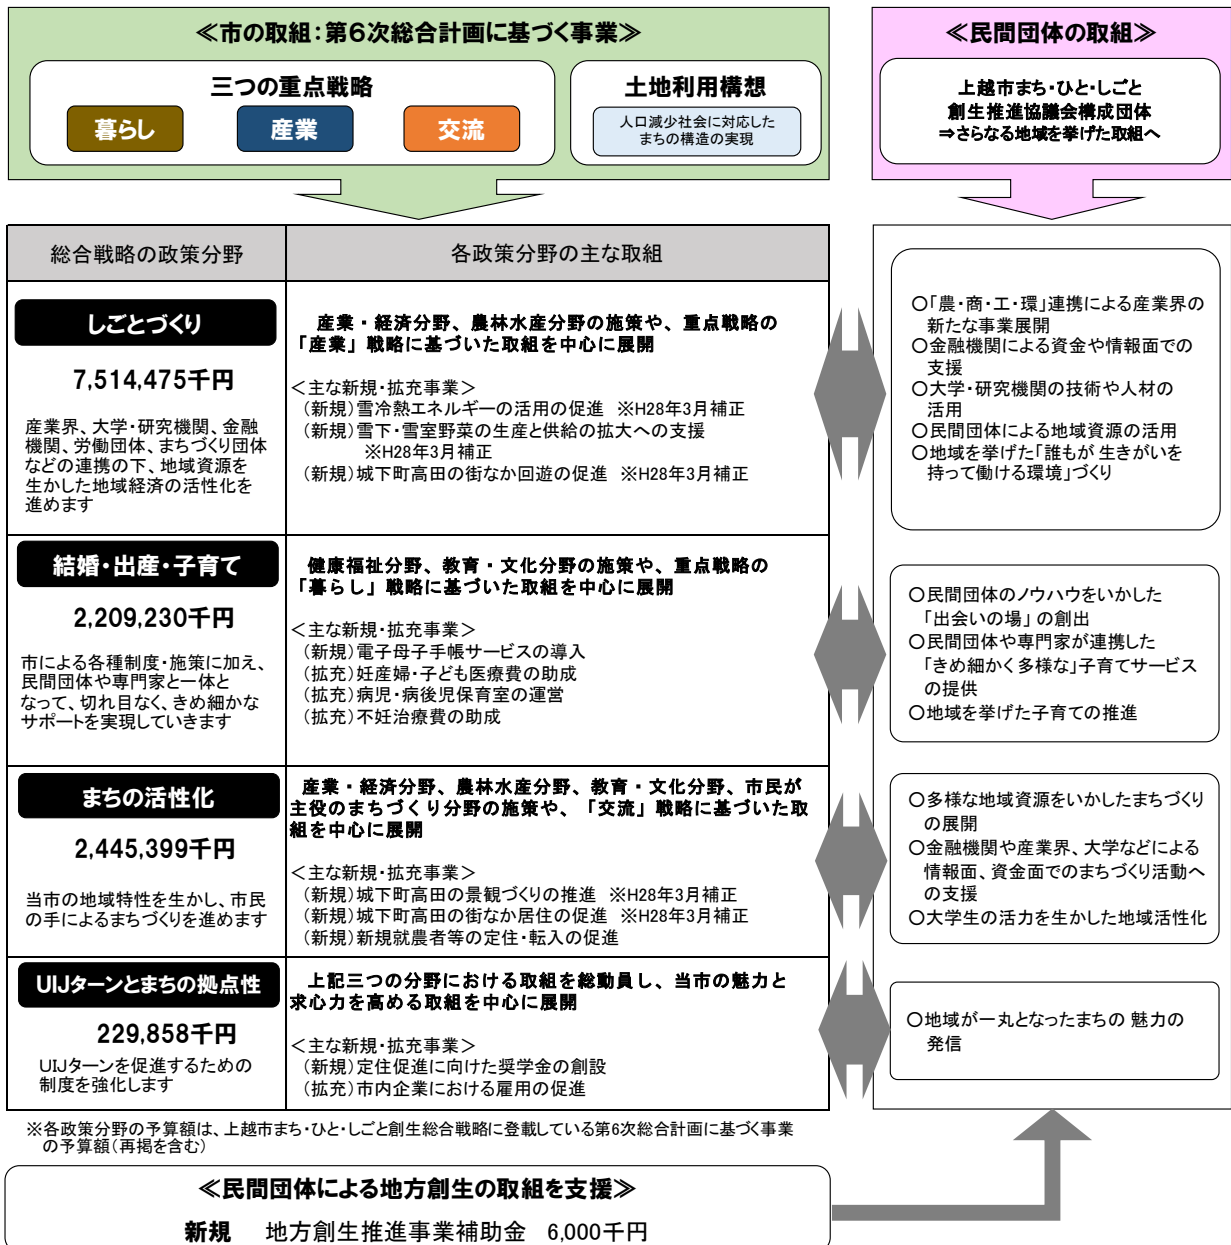 ≪市の取組：第6次総合計画に基づく事業≫
三つの重点戦略
暮らし
産業
交流
土地利用構想
人口減少社会に対応した
まちの構造の実現
≪民間団体の取組≫
上越市まち・ひと・しごと
創生推進協議会構成団体
⇒さらなる地域を挙げた取組へ
総合戦略の政策分野
各政策分野の主な取組
しごとづくり
7,514,475千円
産業界、大学・研究機関、金融
機関、労働団体、まちづくり団体
などの連携の下、地域資源を
生かした地域経済の活性化を
進めます
産業・経済分野、農林水産分野の施策や、重点戦略の
「産業」戦略に基づいた取組を中心に展開
＜主な新規・拡充事業＞
（新規）雪冷熱エネルギーの活用の促進　※H28年3月補正
（新規）雪下・雪室野菜の生産と供給の拡大への支援
※H28年3月補正
（新規）城下町高田の街なか回遊の促進　※H28年3月補正
○「農・商・工・環」連携による産業界の
新たな事業展開
○金融機関による資金や情報面での
支援
○大学・研究機関の技術や人材の
活用
○民間団体による地域資源の活用
○地域を挙げた「誰もが 生きがいを
持って働ける環境」づくり
結婚・出産・子育て
2,209,230千円
市による各種制度・施策に加え、
民間団体や専門家と一体と
なって、切れ目なく、きめ細かな
サポートを実現していきます
健康福祉分野、教育・文化分野の施策や、重点戦略の
「暮らし」戦略に基づいた取組を中心に展開
＜主な新規・拡充事業＞
（新規）電子母子手帳サービスの導入
（拡充）妊産婦・子ども医療費の助成
（拡充）病児・病後児保育室の運営
（拡充）不妊治療費の助成
○民間団体のノウハウをいかした
「出会いの場」の創出
○民間団体や専門家が連携した
「きめ細かく多様な」子育てサービス
の提供
○地域を挙げた子育ての推進
まちの活性化
2,445,399千円
当市の地域特性を生かし、市民
の手によるまちづくりを進めます
産業・経済分野、農林水産分野、教育・文化分野、市民が
主役のまちづくり分野の施策や、「交流」戦略に基づいた取
組を中心に展開
＜主な新規・拡充事業＞
（新規）城下町高田の景観づくりの推進　※H28年3月補正
（新規）城下町高田の街なか居住の促進　※H28年3月補正
（新規）新規就農者等の定住・転入の促進
○多様な地域資源をいかしたまちづくり
の展開
○金融機関や産業界、大学などによる
情報面、資金面でのまちづくり活動へ
の支援
○大学生の活力を生かした地域活性化
UIJターンとまちの拠点性
229,858千円
UIJターンを促進するための
制度を強化します
上記三つの分野における取組を総動員し、当市の魅力と
求心力を高める取組を中心に展開
＜主な新規・拡充事業＞
（新規）定住促進に向けた奨学金の創設
（拡充）市内企業における雇用の促進
○地域が一丸となったまちの 魅力の
発信
※各政策分野の予算額は、上越市まち・ひと・しごと創生総合戦略に登載している第6次総合計画に基づく事業
の予算額（再掲を含む）
≪民間団体による地方創生の取組を支援≫
新規　地方創生推進事業補助金　6,000千円